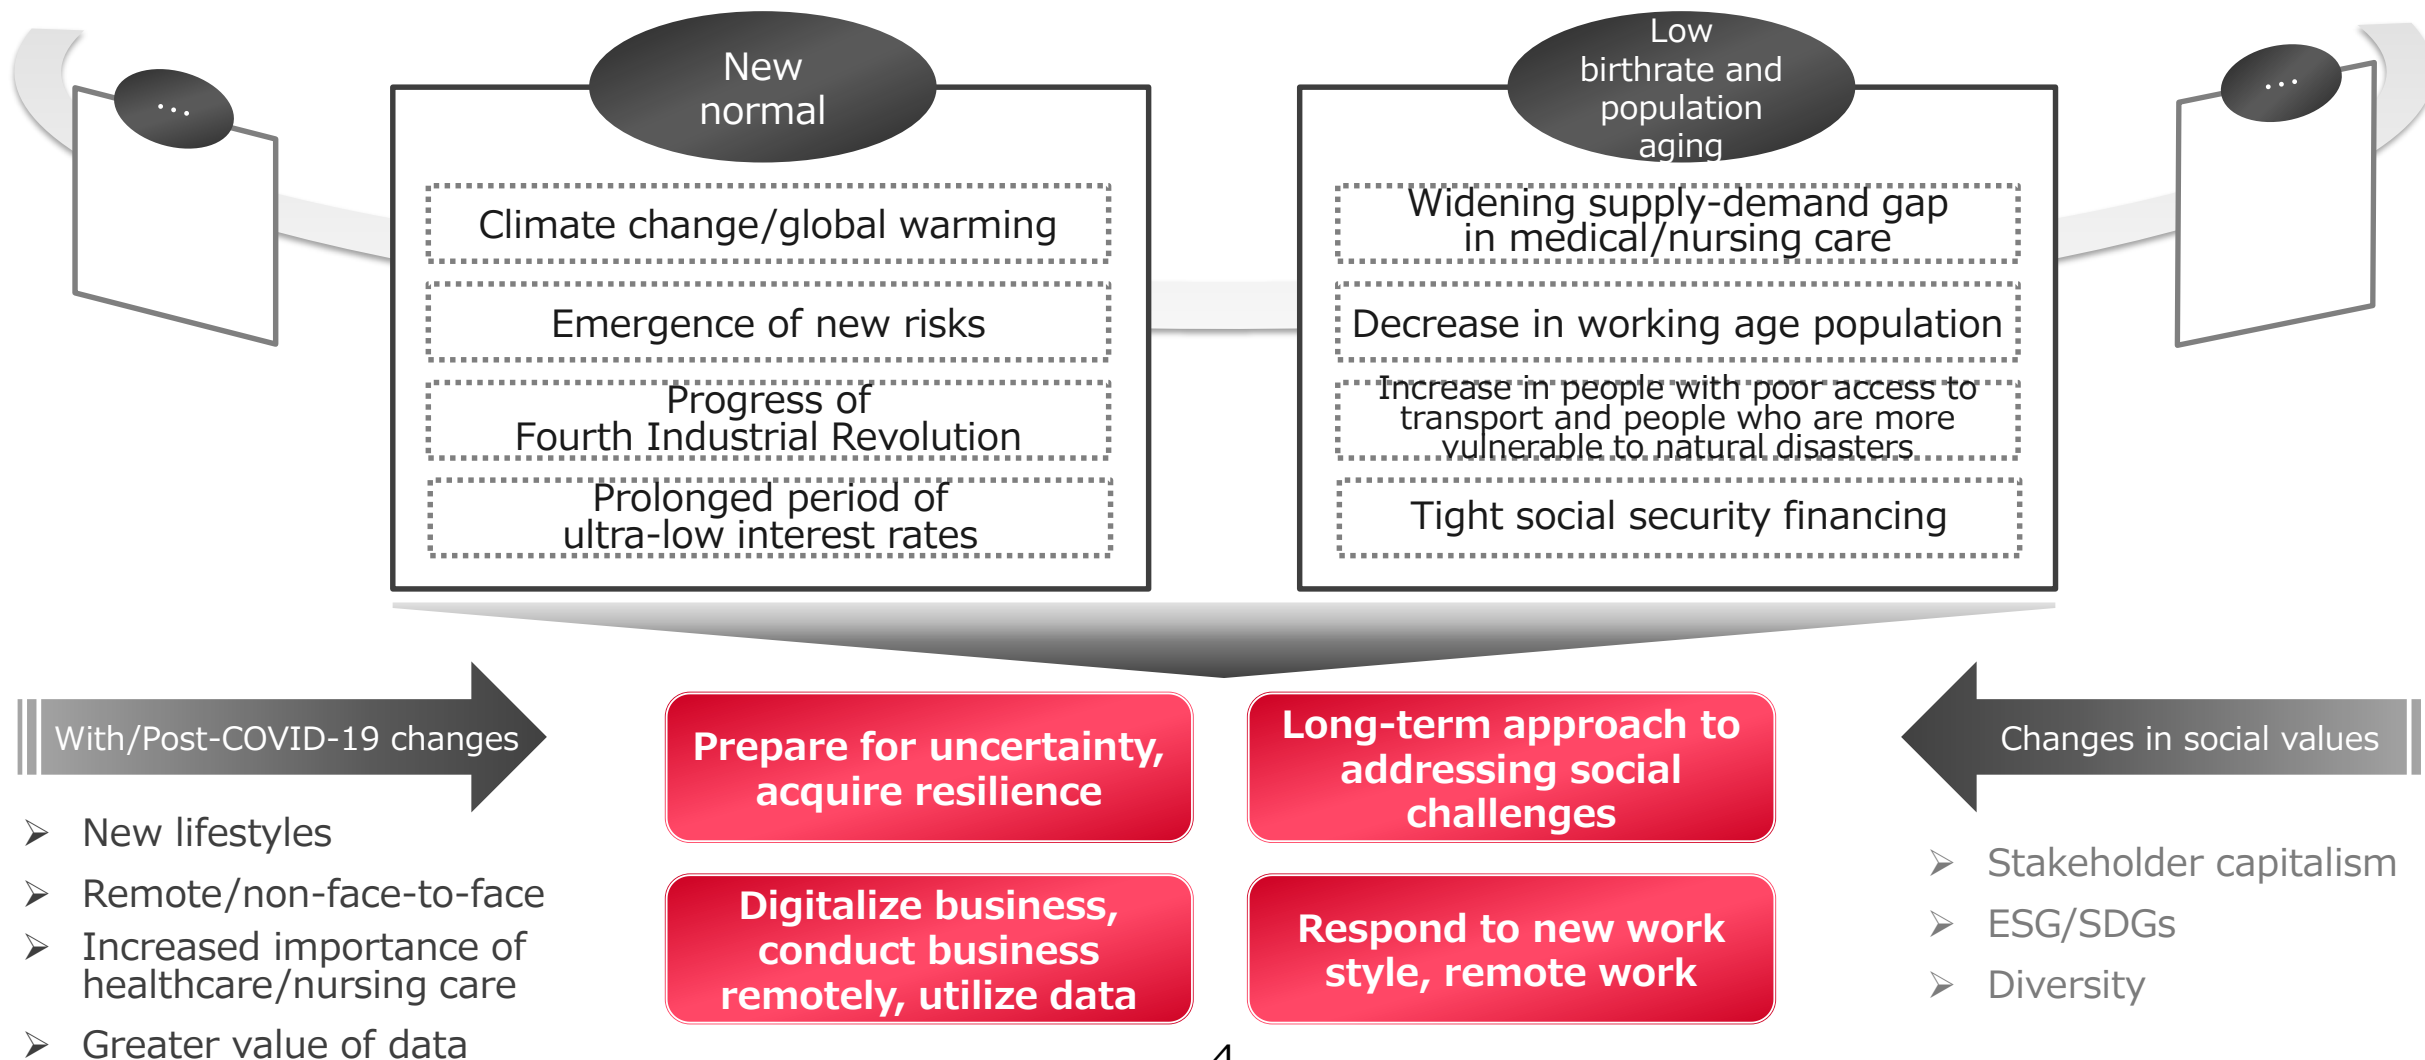 ...
New
normal
Climate change/global warming
Emergence of new risks
Progress of
Fourth Industrial Revolution
Prolonged period of
ultra-low interest rates
Low
birthrate and
population
aging
Widening supply-demand gap
in medical/nursing care
Decrease in working age population
Increase in people with poor access to
transport and people who are more
vulnerable to natural disasters
Tight social security financing
...
With/Post-COVID-19 changes
➢ New lifestyles
➢ Remote/non-face-to-face
➢ Increased importance of
healthcare/nursing care
➢ Greater value of data
Prepare for uncertainty,
acquire resilience
Long-term approach to
addressing social
challenges
Digitalize business,
conduct business
remotely, utilize data
Respond to new work
style, remote work
Changes in social values
➢ Stakeholder capitalism
➢ ESG/SDGs
➢ Diversity
4